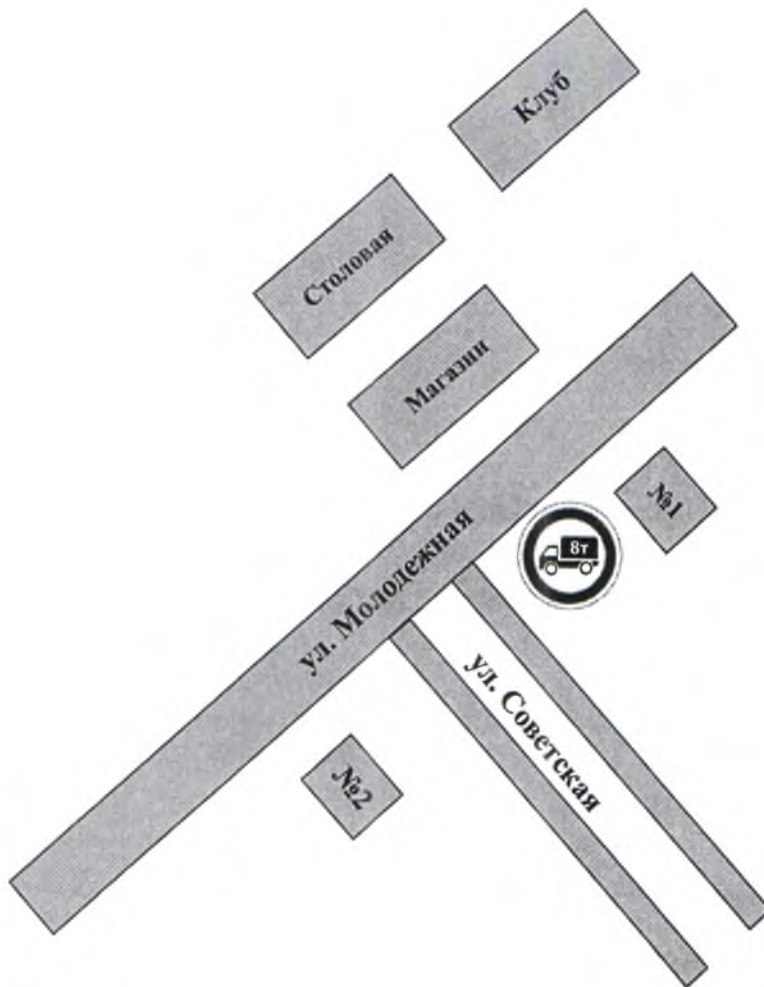 Клуб
Столовая
Магазин
№1
8т
ул. Молодежная
ул. Советская
№2